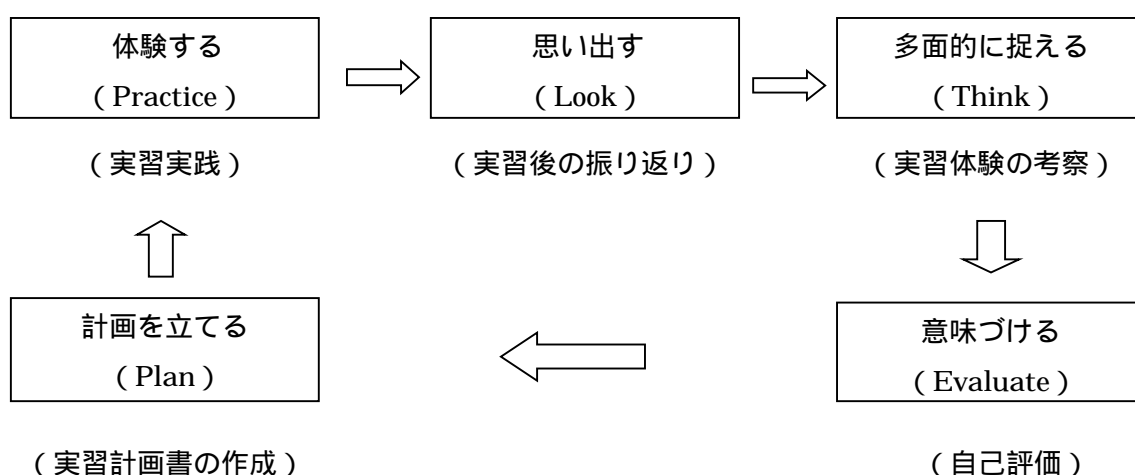 体験する
( Practice )
思い出す
( Look )
多面的に捉える
( Think )
( 実習実践 )
( 実習後の振り返り )
( 実習体験の考察 )
計画を立てる
( Plan )
意味づける
( Evaluate )
( 実習計画書の作成 )
( 自己評価 )